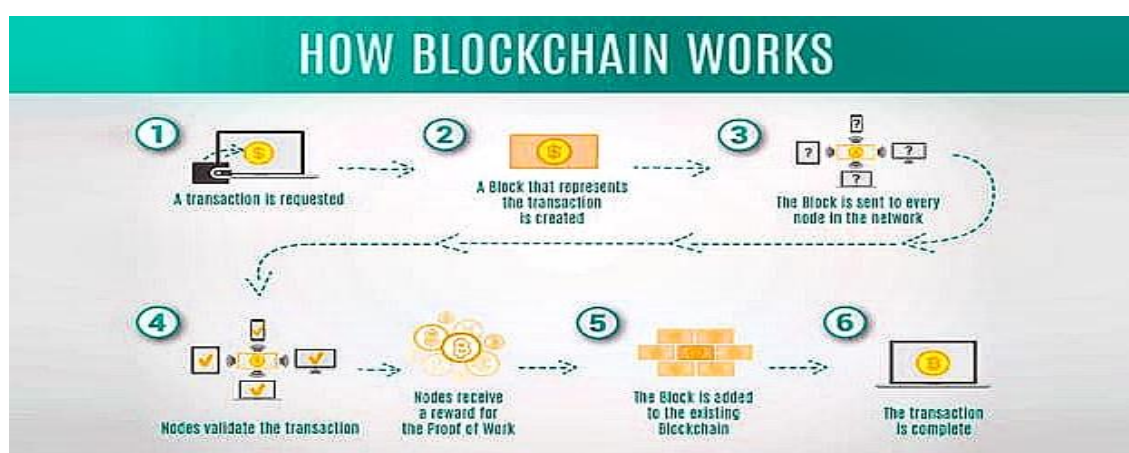 HOW BLOCKCHAIN WORKS
1
2
3
A transaction is requested
A Block that represents
the transaction
is created
The Block is sent to every
node in the network
4
5
6
Nodes validate the transaction
Nodes receive
a reward for
the Proof of Work
The Block is added
to the existing
Blockchain
The transaction
is complete